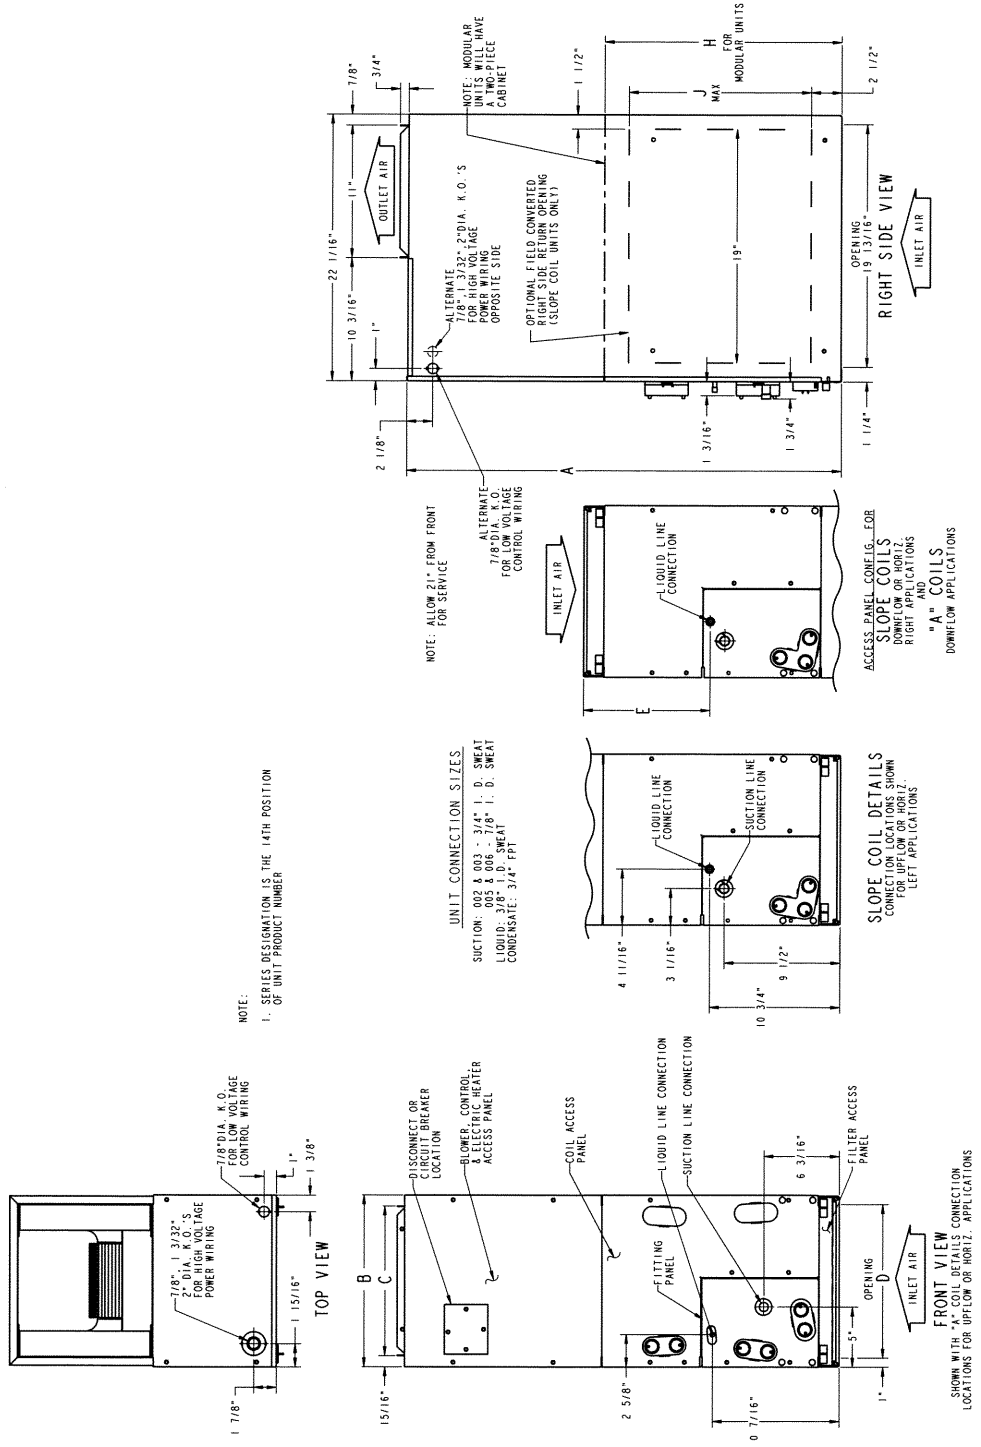 7/8", 1 3/32"
2" DIA. K.O.'S
FOR HIGH VOLTAGE
POWER WIRING
7/8"DIA. K.O.
FOR LOW VOLTAGE
CONTROL WIRING
1 7/8"
1 15/16"
1"
1 3/8"
TOP VIEW
NOTE:
1. SERIES DESIGNATION IS THE 14TH POSITION
OF UNIT PRODUCT NUMBER
B
C
15/16"
DISCONNECT OR
CIRCUIT BREAKER
LOCATION
BLOWER, CONTROL,
& ELECTRIC HEATER
ACCESS PANEL
COIL ACCESS
PANEL
FITTING
PANEL
LIQUID LINE CONNECTION
SUCTION LINE CONNECTION
2 5/8"
0 7/16"
5"
6 3/16"
1"
OPENING
D
FILTER ACCESS
PANEL
INLET AIR
FRONT VIEW
SHOWN WITH "A" COIL DETAILS CONNECTION
LOCATIONS FOR UPFLOW OR HORIZ. APPLICATIONS
UNIT CONNECTION SIZES
SUCTION: 002 & 003 - 3/4" I. D. SWEAT
005 & 006 - 7/8" I. D. SWEAT
LIQUID: 3/8" I.D. SWEAT
CONDENSATE: 3/4" FPT
4 11/16"
3 1/16"
LIQUID LINE
CONNECTION
SUCTION LINE
CONNECTION
9 1/2"
10 3/4"
SLOPE COIL DETAILS
CONNECTION LOCATIONS SHOWN
FOR UPFLOW OR HORIZ.
LEFT APPLICATIONS
NOTE: ALLOW 21" FROM FRONT
FOR SERVICE
INLET AIR
E
LIQUID LINE
CONNECTION
ACCESS PANEL CONFIG. FOR
SLOPE COILS
DOWNFLOW OR HORIZ.
RIGHT APPLICATIONS
AND
"A" COILS
DOWNFLOW APPLICATIONS
22 1/16"
10 3/16"
11"
7/8"
3/4"
1"
2 1/8"
OUTLET AIR
ALTERNATE
7/8", 1 3/32", 2"DIA. K.O.'S
FOR HIGH VOLTAGE
POWER WIRING
OPPOSITE SIDE
ALTERNATE
7/8"DIA. K.O.
FOR LOW VOLTAGE
CONTROL WIRING
NOTE: MODULAR
UNITS WILL HAVE
A TWO-PIECE
CABINET
OPTIONAL FIELD CONVERTED
RIGHT SIDE RETURN OPENING
(SLOPE COIL UNITS ONLY)
A
1 1/2"
19"
H
FOR
MODULAR UNITS
J
MAX
2 1/2"
1 3/16"
1 3/4"
1 1/4"
OPENING
19 13/16"
RIGHT SIDE VIEW
INLET AIR